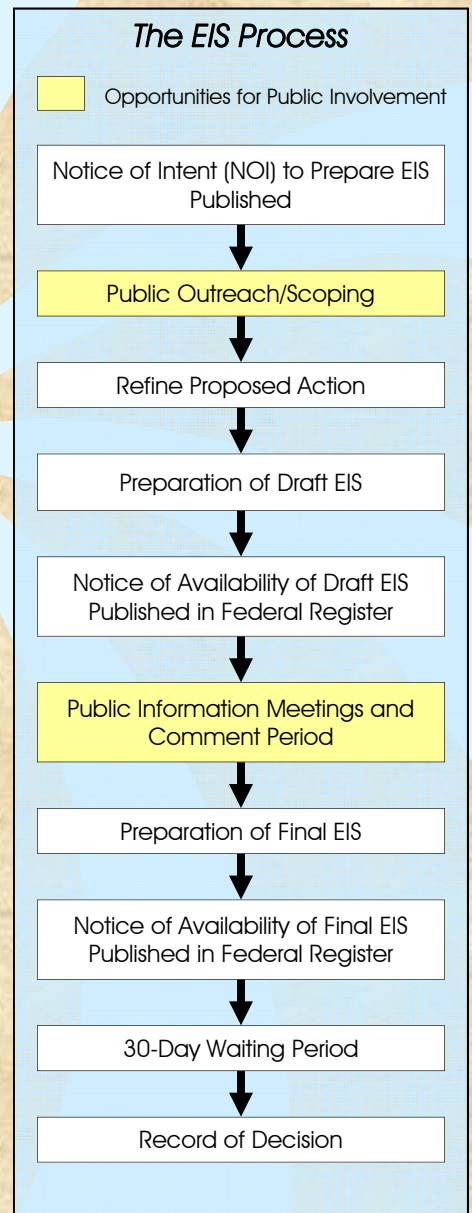 The EIS Process
Opportunities for Public Involvement
Notice of Intent (NOI) to Prepare EIS
Published
Public Outreach/Scoping
Refine Proposed Action
Preparation of Draft EIS
Notice of Availability of Draft EIS
Published in Federal Register
Public Information Meetings and
Comment Period
Preparation of Final EIS
Notice of Availability of Final EIS
Published in Federal Register
30-Day Waiting Period
Record of Decision